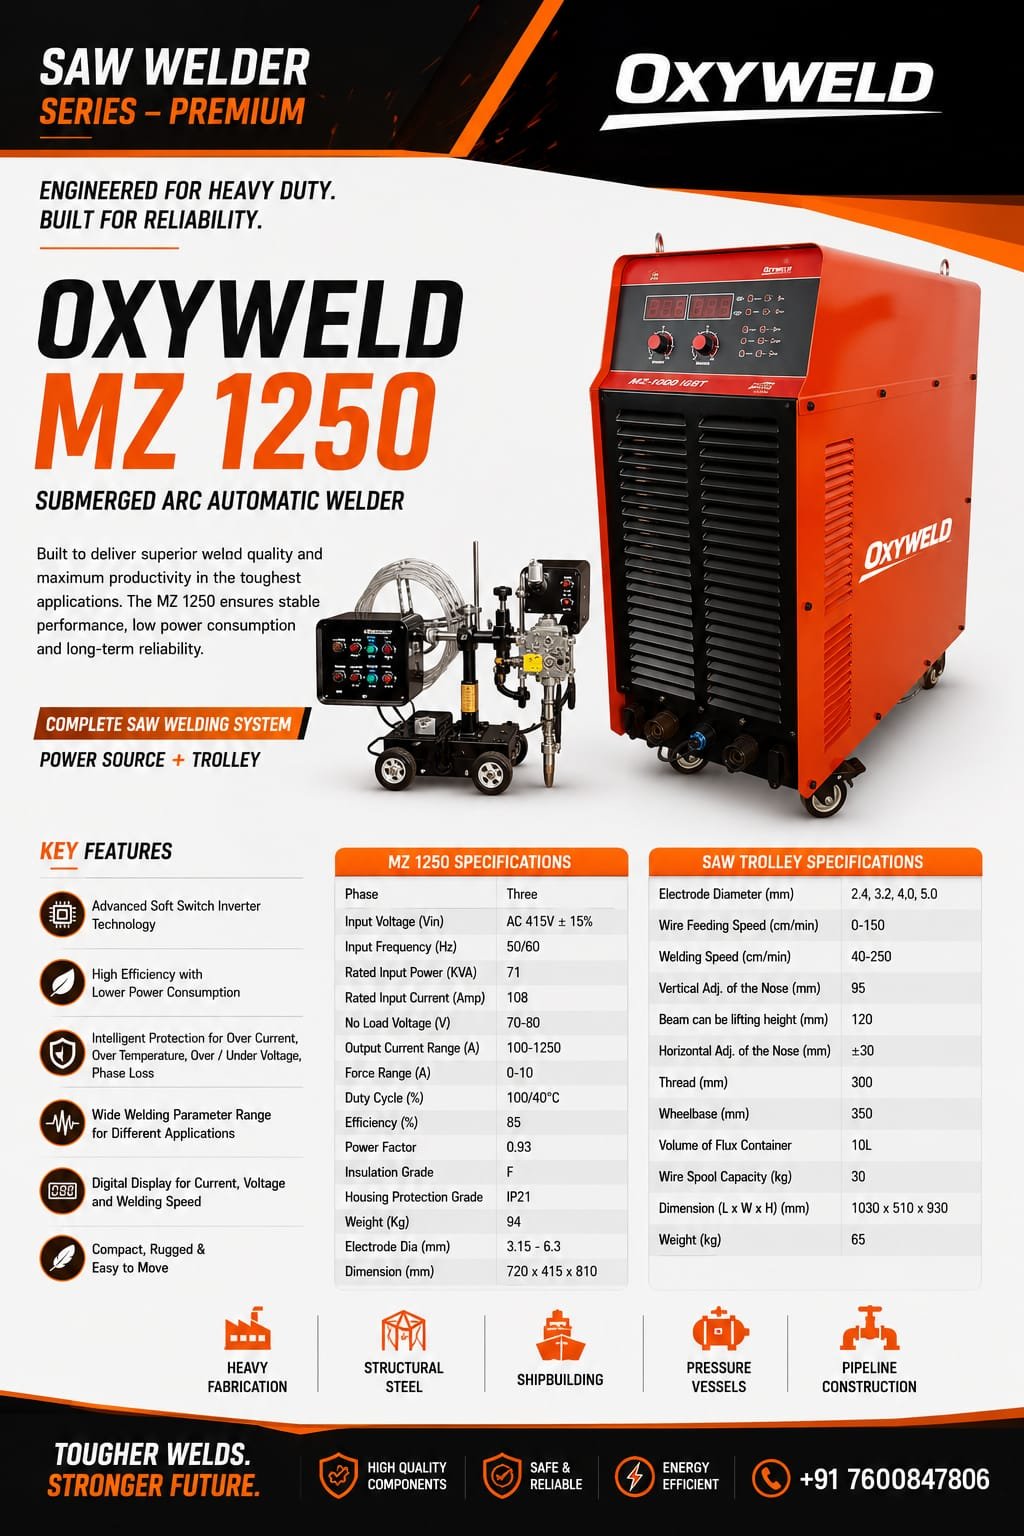 SAW WELDER
SERIES – PREMIUM
OXYWELD
ENGINEERED FOR HEAVY DUTY.
BUILT FOR RELIABILITY.
OXYWELD
MZ 1250
SUBMERGED ARC AUTOMATIC WELDER
Built to deliver superior weld quality and
maximum productivity in the toughest
applications. The MZ 1250 ensures stable
performance, low power consumption
and long-term reliability.
COMPLETE SAW WELDING SYSTEM
POWER SOURCE + TROLLEY
MZ-1000 IGBT
OXYWELD
KEY FEATURES
Advanced Soft Switch Inverter
Technology
High Efficiency with
Lower Power Consumption
Intelligent Protection for Over Current,
Over Temperature, Over / Under Voltage,
Phase Loss
Wide Welding Parameter Range
for Different Applications
Digital Display for Current, Voltage
and Welding Speed
Compact, Rugged &
Easy to Move
MZ 1250 SPECIFICATIONS
Phase Three
Input Voltage (Vin) AC 415V ± 15%
Input Frequency (Hz) 50/60
Rated Input Power (KVA) 71
Rated Input Current (Amp) 108
No Load Voltage (V) 70-80
Output Current Range (A) 100-1250
Force Range (A) 0-10
Duty Cycle (%) 100/40°C
Efficiency (%) 85
Power Factor 0.93
Insulation Grade F
Housing Protection Grade IP21
Weight (Kg) 94
Electrode Dia (mm) 3.15 - 6.3
Dimension (mm) 720 x 415 x 810
SAW TROLLEY SPECIFICATIONS
Electrode Diameter (mm) 2.4, 3.2, 4,0, 5.0
Wire Feeding Speed (cm/min) 0-150
Welding Speed (cm/min) 40-250
Vertical Adj. of the Nose (mm) 95
Beam can be lifting height (mm) 120
Horizontal Adj. of the Nose (mm) ±30
Thread (mm) 300
Wheelbase (mm) 350
Volume of Flux Container 10L
Wire Spool Capacity (kg) 30
Dimension (L x W x H) (mm) 1030 x 510 x 930
Weight (kg) 65
HEAVY
FABRICATION
STRUCTURAL
STEEL
SHIPBUILDING
PRESSURE
VESSELS
PIPELINE
CONSTRUCTION
TOUGHER WELDS.
STRONGER FUTURE.
HIGH QUALITY
COMPONENTS
SAFE &
RELIABLE
ENERGY
EFFICIENT
+91 7600847806